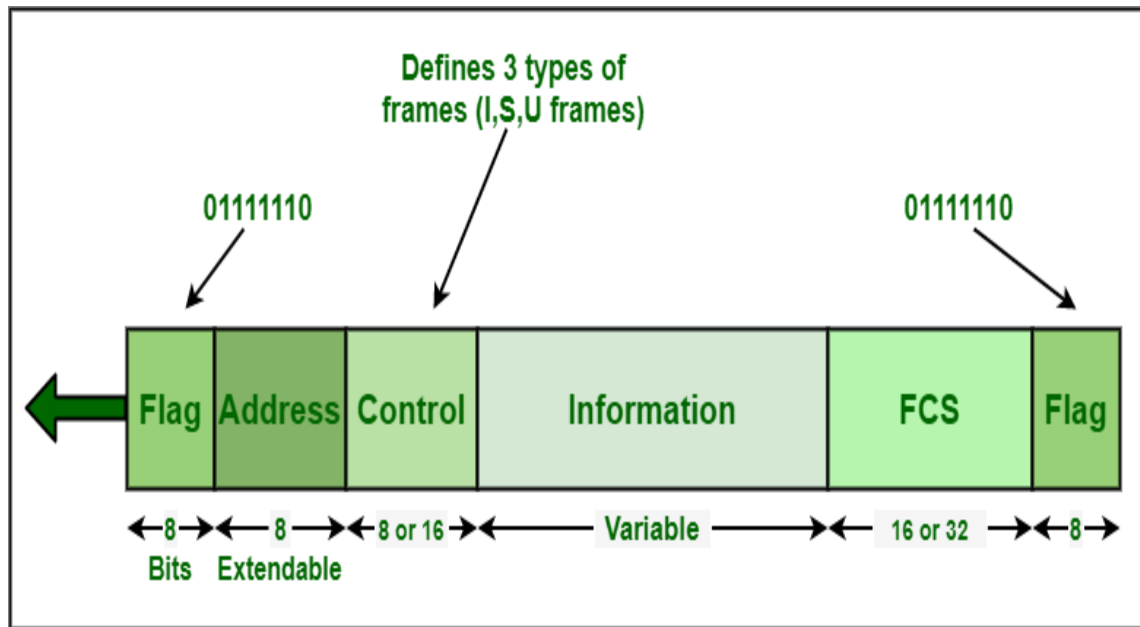 Defines 3 types of
frames (I,S,U frames)
01111110
01111110
Flag
Address
Control
Information
FCS
Flag
8
8
8 or 16
Variable
16 or 32
8
Bits
Extendable